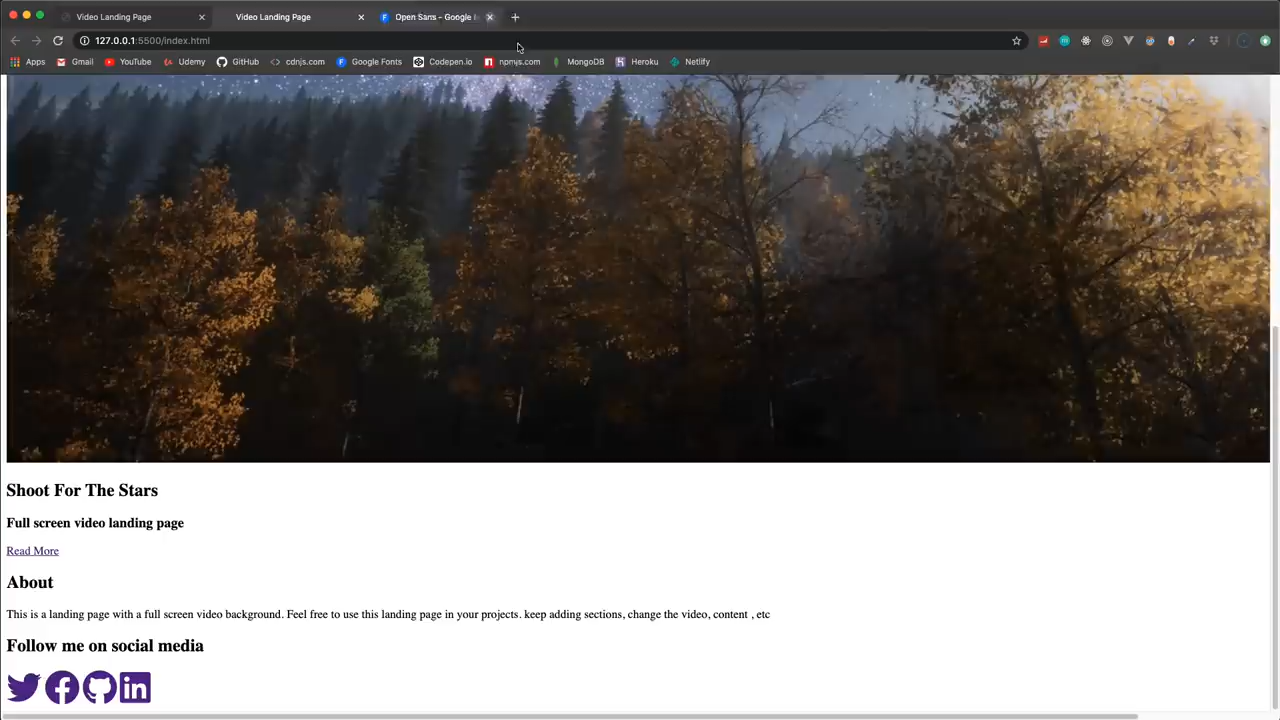 Video Landing Page
Video Landing Page
Open Sans - Google
127.0.0.1:5500/index.html
Apps Gmail YouTube Udemy GitHub cdnjs.com Google Fonts Codepen.io npmjs.com MongoDB Heroku Netlify
Shoot For The Stars
Full screen video landing page
Read More
About
This is a landing page with a full screen video background. Feel free to use this landing page in your projects. keep adding sections, change the video, content , etc
Follow me on social media